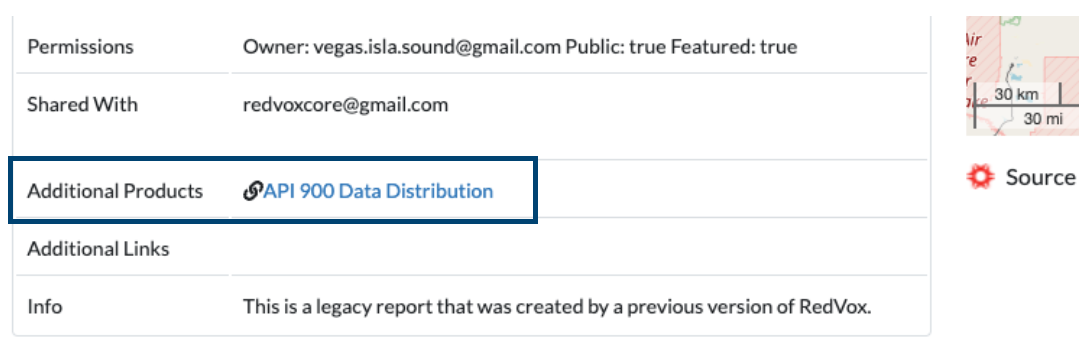 Permissions Owner: vegas.isla.sound@gmail.com Public: true Featured: true
Shared With redvoxcore@gmail.com
Additional Products API 900 Data Distribution
Additional Links
Info This is a legacy report that was created by a previous version of RedVox.
30 km
30 mi
Source